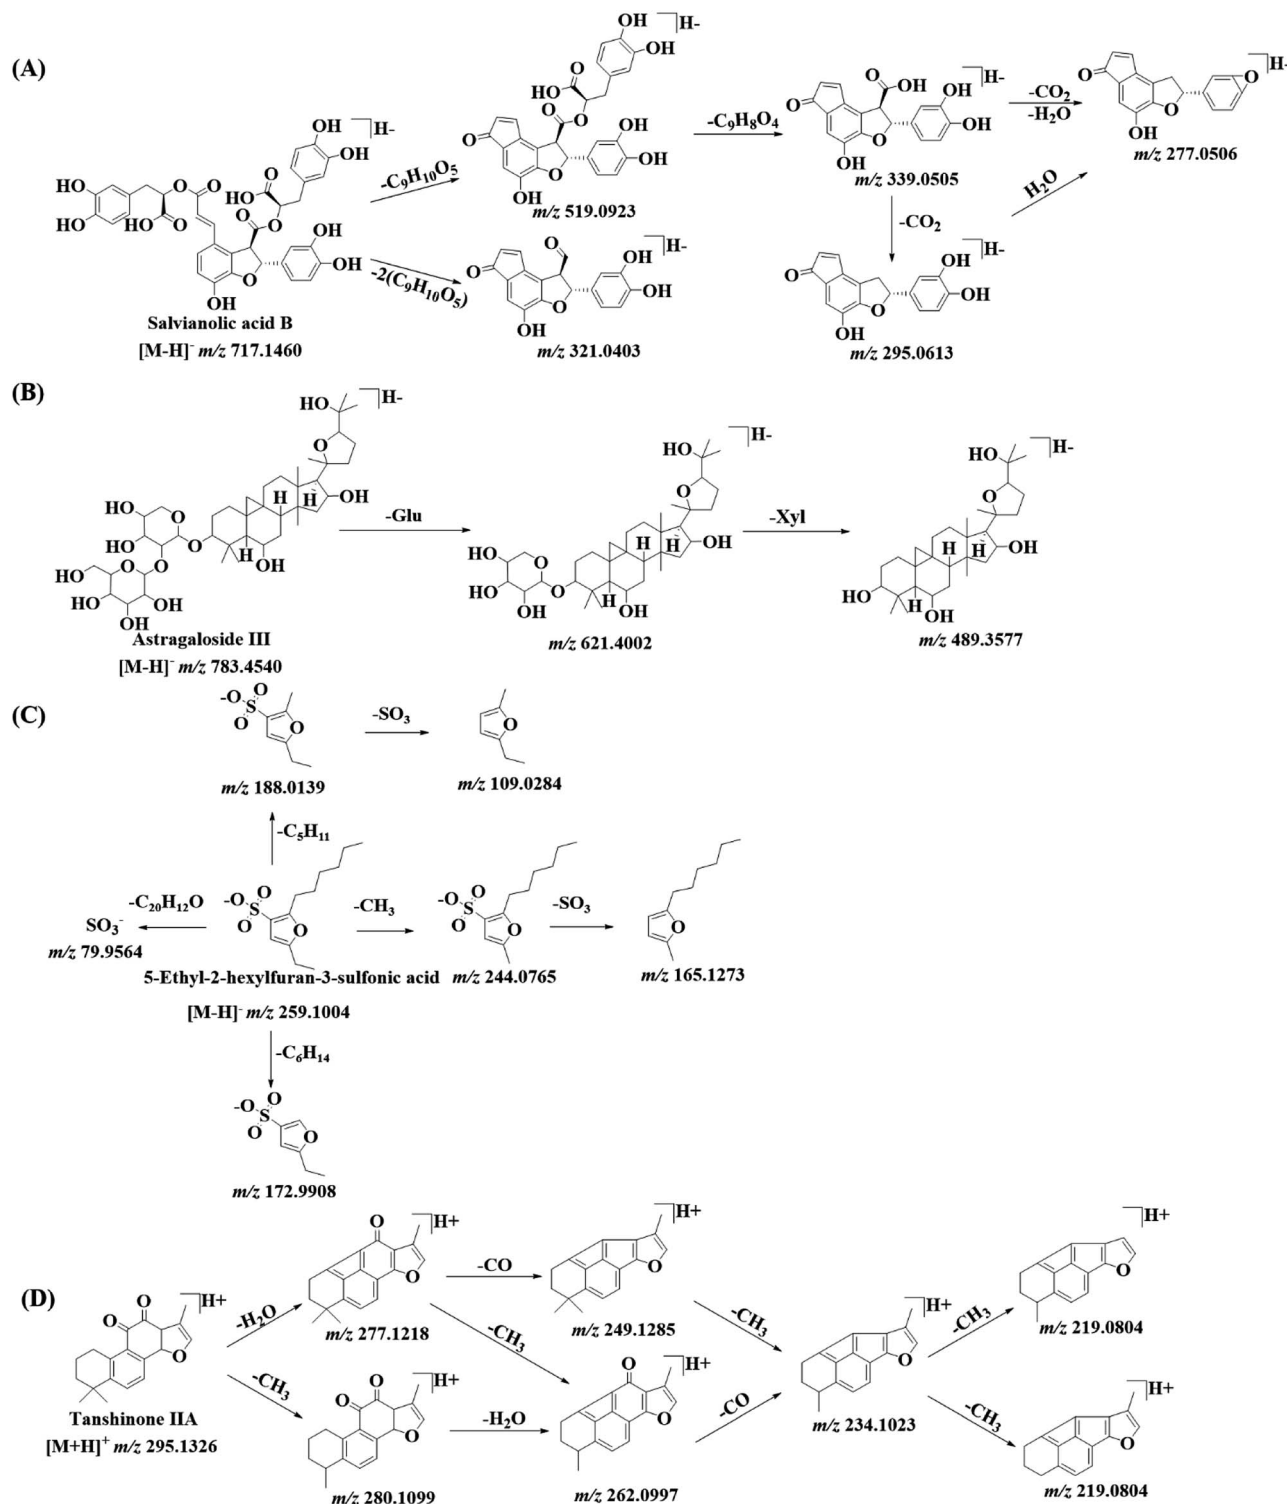 (A)
Salvianolic acid B
[M-H]⁻ m/z 717.1460
-C₉H₁₀O₅
-2(C₉H₁₀O₅)
H-
OH
OH
HO
HO
HO
O
O
O
HO
O
O
O
O
OH
OH
OH
H-
OH
OH
O
HO
O
O
O
O
OH
OH
OH
m/z 519.0923
H-
O
O
O
OH
OH
OH
m/z 321.0403
-C₉H₈O₄
H-
O
OH
O
O
OH
OH
OH
m/z 339.0505
-CO₂
H-
O
O
OH
OH
OH
m/z 295.0613
-CO₂
-H₂O
H₂O
H-
O
O
O
OH
m/z 277.0506
(B)
H-
HO
O
H
H
OH
HO
O
HO
O
O
OH
HO
O
HO
OH
HO
Astragaloside III
[M-H]⁻ m/z 783.4540
-Glu
H-
HO
O
H
H
OH
HO
O
HO
O
H
OH
OH
m/z 621.4002
-Xyl
H-
HO
O
H
H
OH
HO
H
OH
m/z 489.3577
(C)
-O
O
S
O
O
m/z 188.0139
-SO₃
O
m/z 109.0284
-C₅H₁₁
-C₂₀H₁₂O
SO₃⁻
m/z 79.9564
-O
O
S
O
O
5-Ethyl-2-hexylfuran-3-sulfonic acid
[M-H]⁻ m/z 259.1004
-CH₃
-O
O
S
O
O
m/z 244.0765
-SO₃
O
m/z 165.1273
-C₆H₁₄
-O
O
S
O
O
m/z 172.9908
(D)
O
O
O
H+
Tanshinone IIA
[M+H]⁺ m/z 295.1326
-H₂O
-CH₃
O
O
H+
m/z 277.1218
O
O
O
H+
m/z 280.1099
-CO
-CH₃
-H₂O
O
H+
m/z 249.1285
O
O
H+
m/z 262.0997
-CH₃
-CO
O
H+
m/z 234.1023
-CH₃
-CH₃
O
H+
m/z 219.0804
O
H+
m/z 219.0804